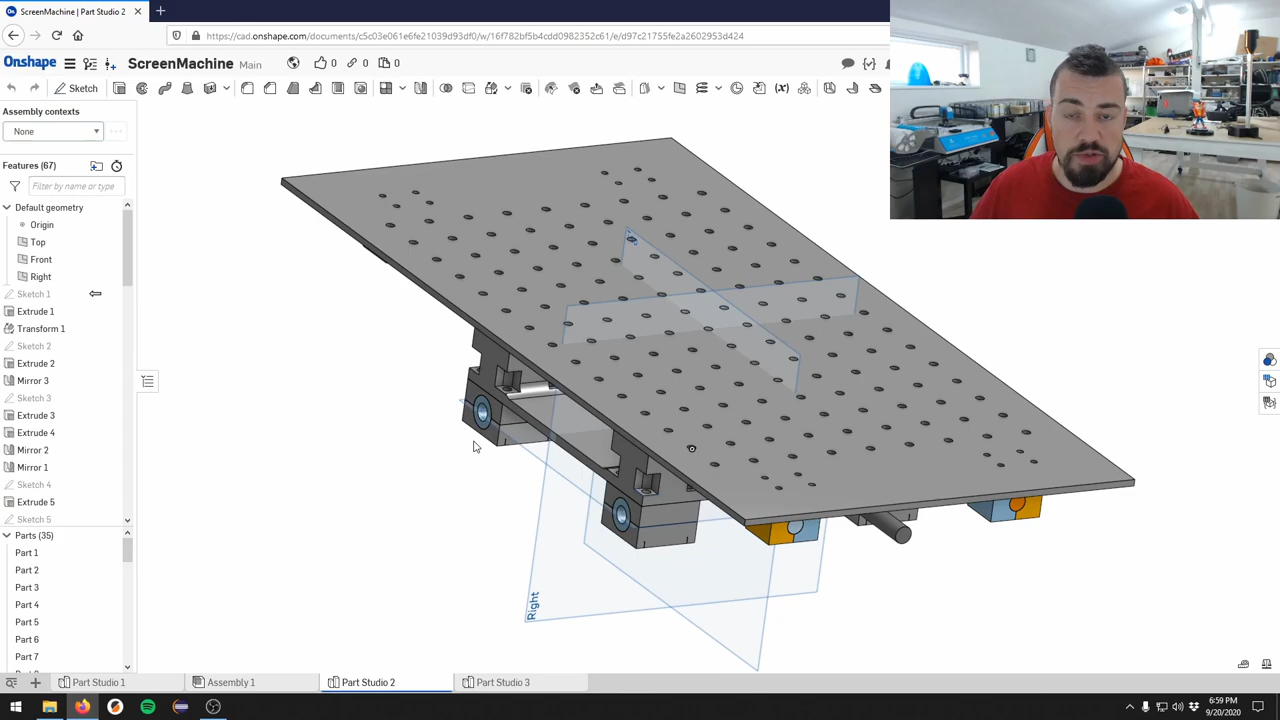 ScreenMachine | Part Studio 2
https://cad.onshape.com/documents/c5c03e061e6fe21039d93df0/w/16f782bf5b4cdd0982352c61/e/d97c21755fe2a2602953d424
Onshape
ScreenMachine Main
0
0
0
Sketch
(x)
Assembly contexts
None
Features (67)
Filter by name or type
Default geometry
Origin
Top
Front
Right
Sketch 1
Extrude 1
Transform 1
Sketch 2
Extrude 2
Mirror 3
Sketch 3
Extrude 3
Extrude 4
Mirror 2
Mirror 1
Sketch 4
Extrude 5
Sketch 5
Parts (35)
Part 1
Part 2
Part 3
Part 4
Part 5
Part 6
Part 7
Right
Part Studio 1
Assembly 1
Part Studio 2
Part Studio 3
6:59 PM
9/20/2020